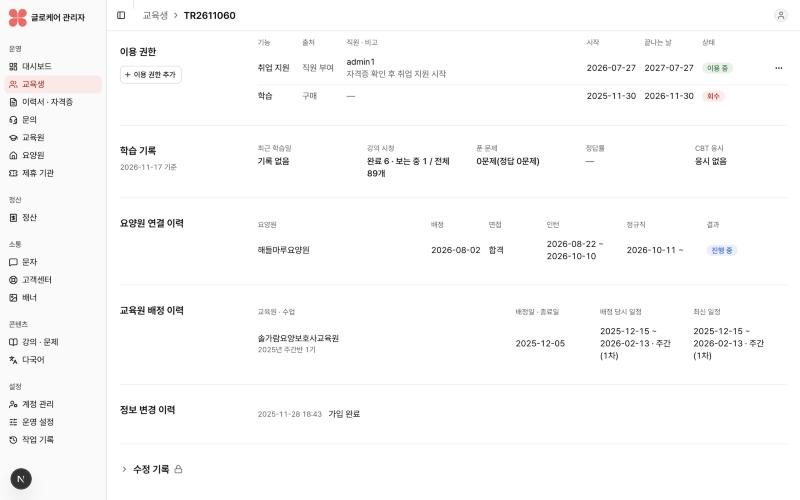 글로케어 관리자
교육생 > TR2611060
운영
대시보드
교육생
이력서 · 자격증
문의
교육원
요양원
제휴 기관
정산
정산
소통
문자
고객센터
배너
콘텐츠
강의 · 문제
다국어
설정
계정 관리
운영 설정
작업 기록
N
이용 권한
+ 이용 권한 추가
기능 출처 직원 · 비고 시작 끝나는 날 상태
취업 지원 직원 부여 admin1 2026-07-27 2027-07-27 이용 중 ···
자격증 확인 후 취업 지원 시작
학습 구매 — 2025-11-30 2026-11-30 회수
학습 기록
2026-11-17 기준
최근 학습일 강의 시청 푼 문제 정답률 CBT 응시
기록 없음 완료 6 · 보는 중 1 / 전체 0문제(정답 0문제) — 응시 없음
89개
요양원 연결 이력
요양원 배정 면접 인턴 정규직 결과
해들마루요양원 2026-08-02 합격 2026-08-22 ~ 2026-10-11 ~ 진행 중
2026-10-10
교육원 배정 이력
교육원 · 수업 배정일 · 종료일 배정 당시 일정 최신 일정
솔가람요양보호사교육원 2025-12-05 2025-12-15 ~ 2025-12-15 ~
2025년 주간반 1기 2026-02-13 · 주간 2026-02-13 · 주간
(1차) (1차)
정보 변경 이력
2025-11-28 18:43 가입 완료
> 수정 기록